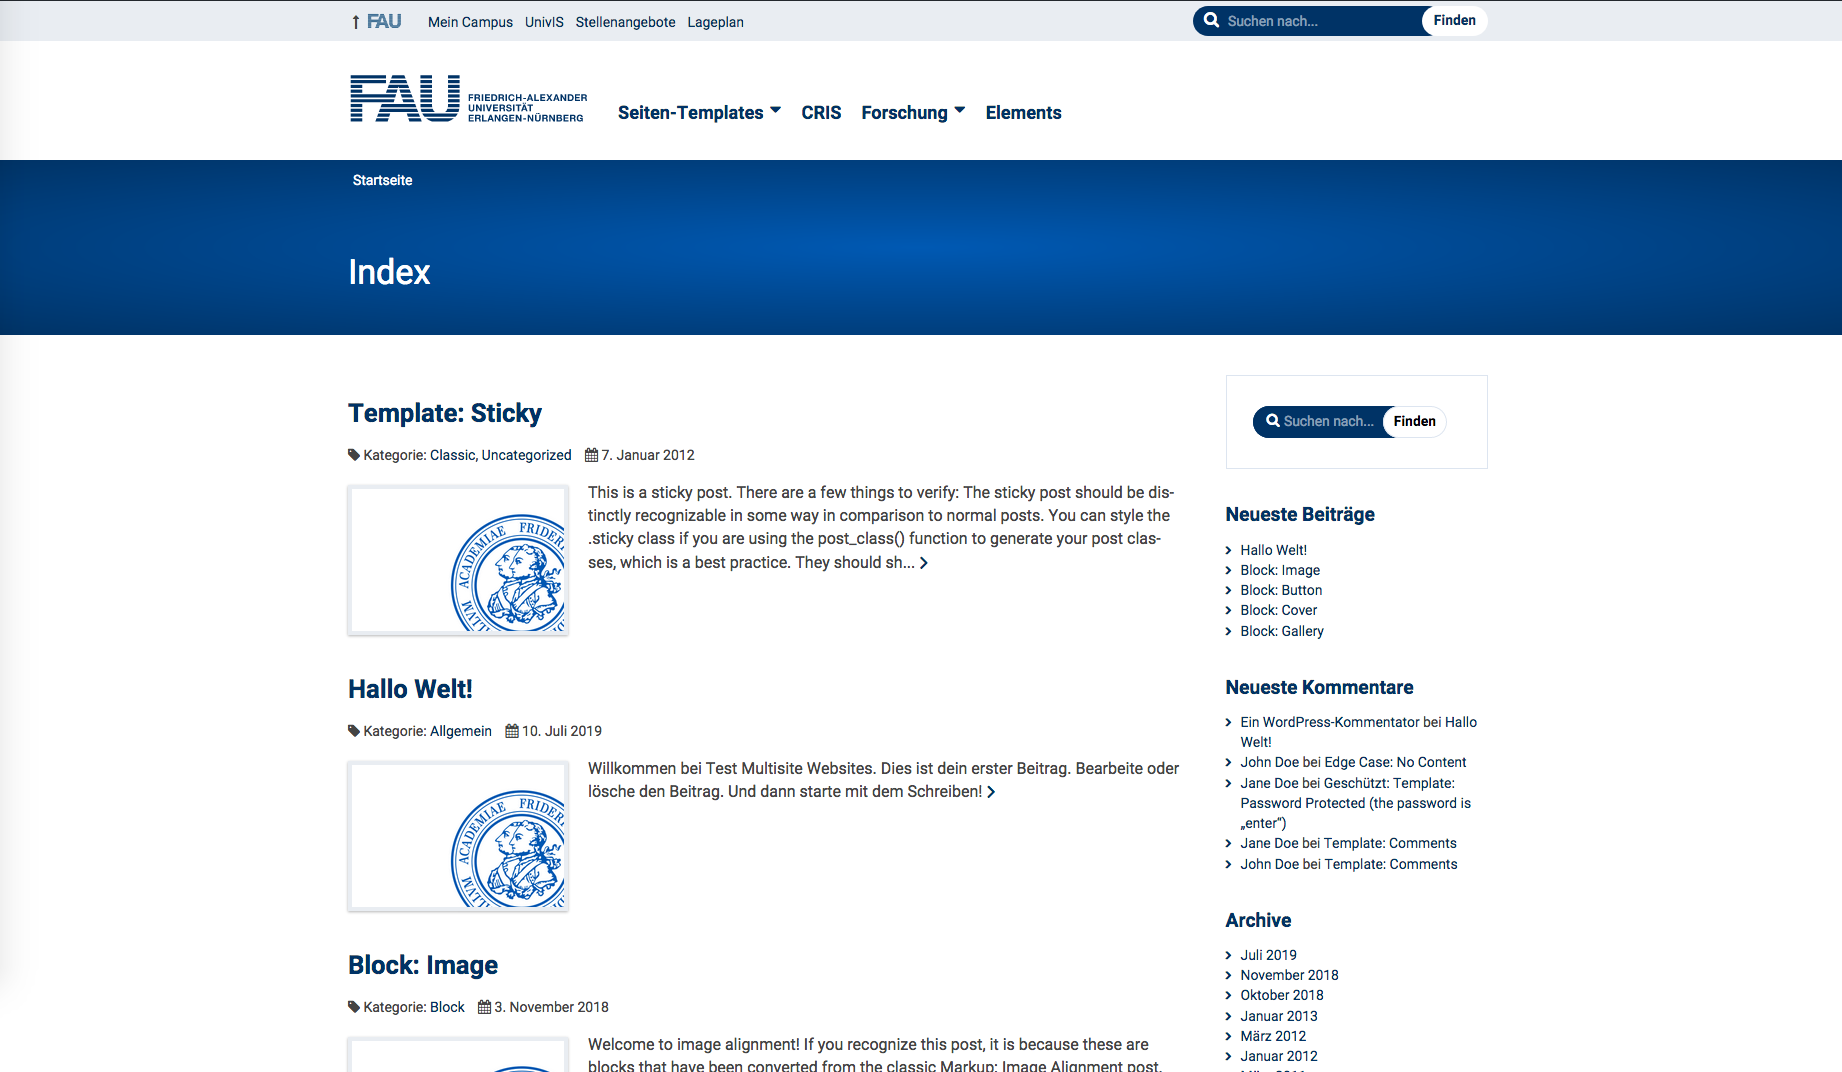 FAU
Mein Campus UnivIS Stellenangebote Lageplan
Suchen nach... Finden
FAU FRIEDRICH-ALEXANDER
UNIVERSITÄT
ERLANGEN-NÜRNBERG
Seiten-Templates CRIS Forschung Elements
Startseite
Index
Template: Sticky
Kategorie: Classic, Uncategorized 7. Januar 2012
ACADEMIAE FRIDER
This is a sticky post. There are a few things to verify: The sticky post should be dis-
tinctly recognizable in some way in comparison to normal posts. You can style the
.sticky class if you are using the post_class() function to generate your post clas-
ses, which is a best practice. They should sh...
Hallo Welt!
Kategorie: Allgemein 10. Juli 2019
ACADEMIAE FRIDER
Willkommen bei Test Multisite Websites. Dies ist dein erster Beitrag. Bearbeite oder
lösche den Beitrag. Und dann starte mit dem Schreiben!
Block: Image
Kategorie: Block 3. November 2018
Welcome to image alignment! If you recognize this post, it is because these are
blocks that have been converted from the classic Markup: Image Alignment post.
Suchen nach... Finden
Neueste Beiträge
Hallo Welt!
Block: Image
Block: Button
Block: Cover
Block: Gallery
Neueste Kommentare
Ein WordPress-Kommentator bei Hallo
Welt!
John Doe bei Edge Case: No Content
Jane Doe bei Geschützt: Template:
Password Protected (the password is
„enter“)
Jane Doe bei Template: Comments
John Doe bei Template: Comments
Archive
Juli 2019
November 2018
Oktober 2018
Januar 2013
März 2012
Januar 2012